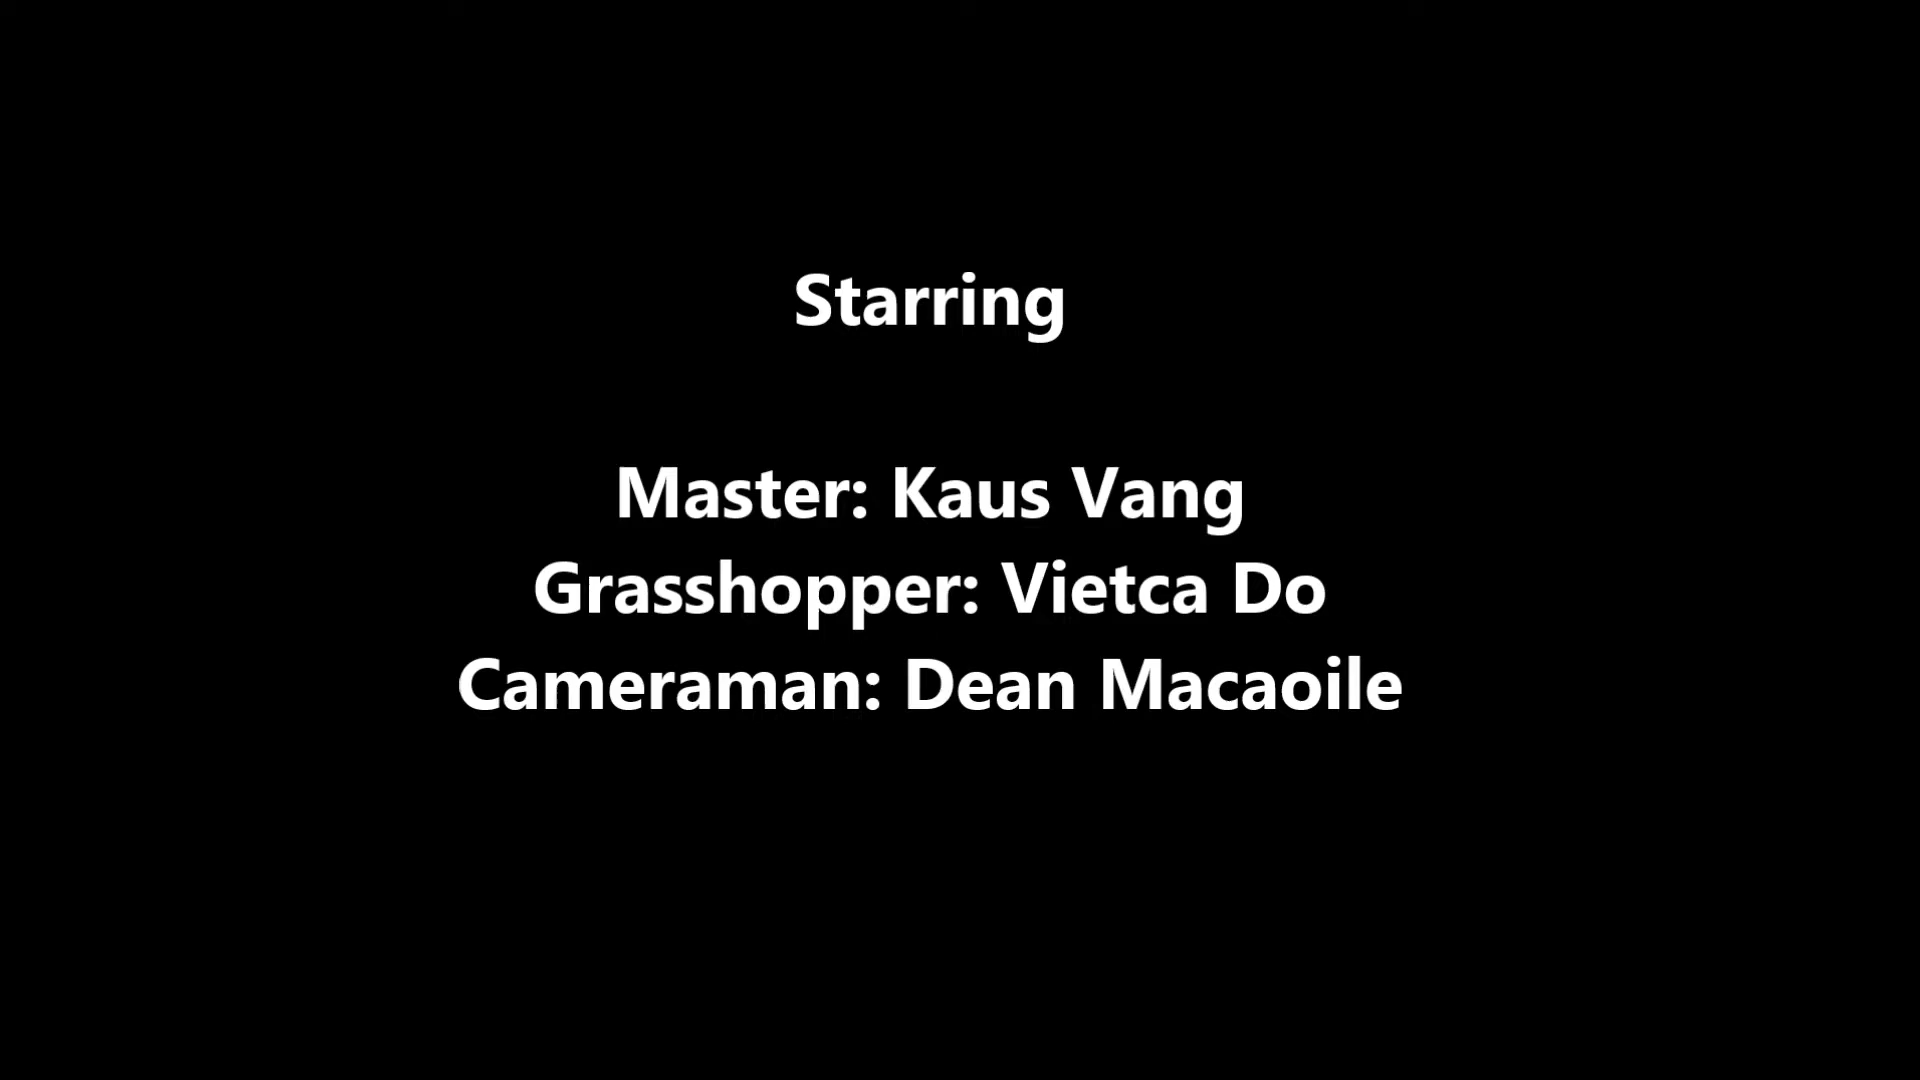 Starring
Master: Kaus Vang
Grasshopper: Vietca Do
Cameraman: Dean Macaoile